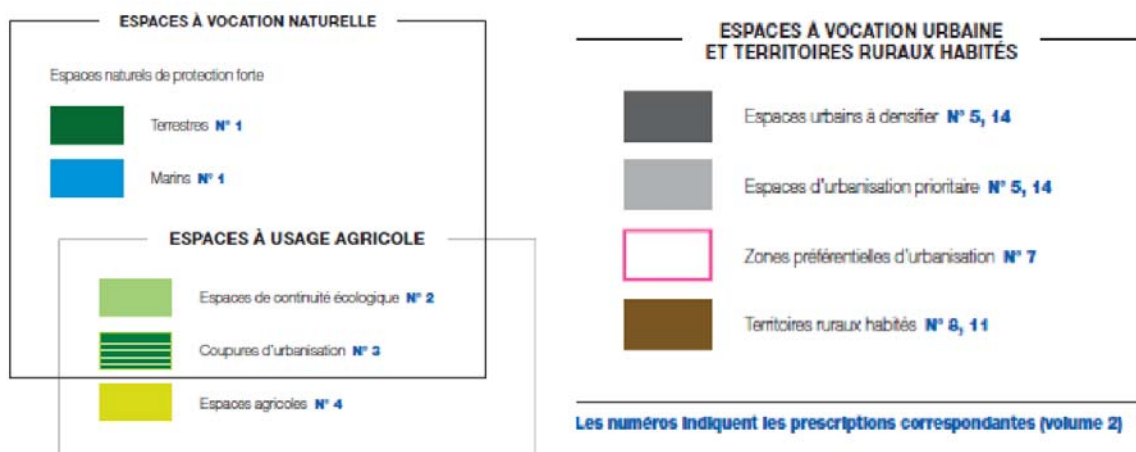 ESPACES À VOCATION NATURELLE
Espaces naturels de protection forte
Terrestres N° 1
Marins N° 1
ESPACES À USAGE AGRICOLE
Espaces de continuité écologique N° 2
Coupures d'urbanisation N° 3
Espaces agricoles N° 4
ESPACES À VOCATION URBAINE
ET TERRITOIRES RURAUX HABITÉS
Espaces urbains à densifier N° 5, 14
Espaces d'urbanisation prioritaire N° 5, 14
Zones préférentielles d'urbanisation N° 7
Territoires ruraux habités N° 8, 11
Les numéros indiquent les prescriptions correspondantes (volume 2)